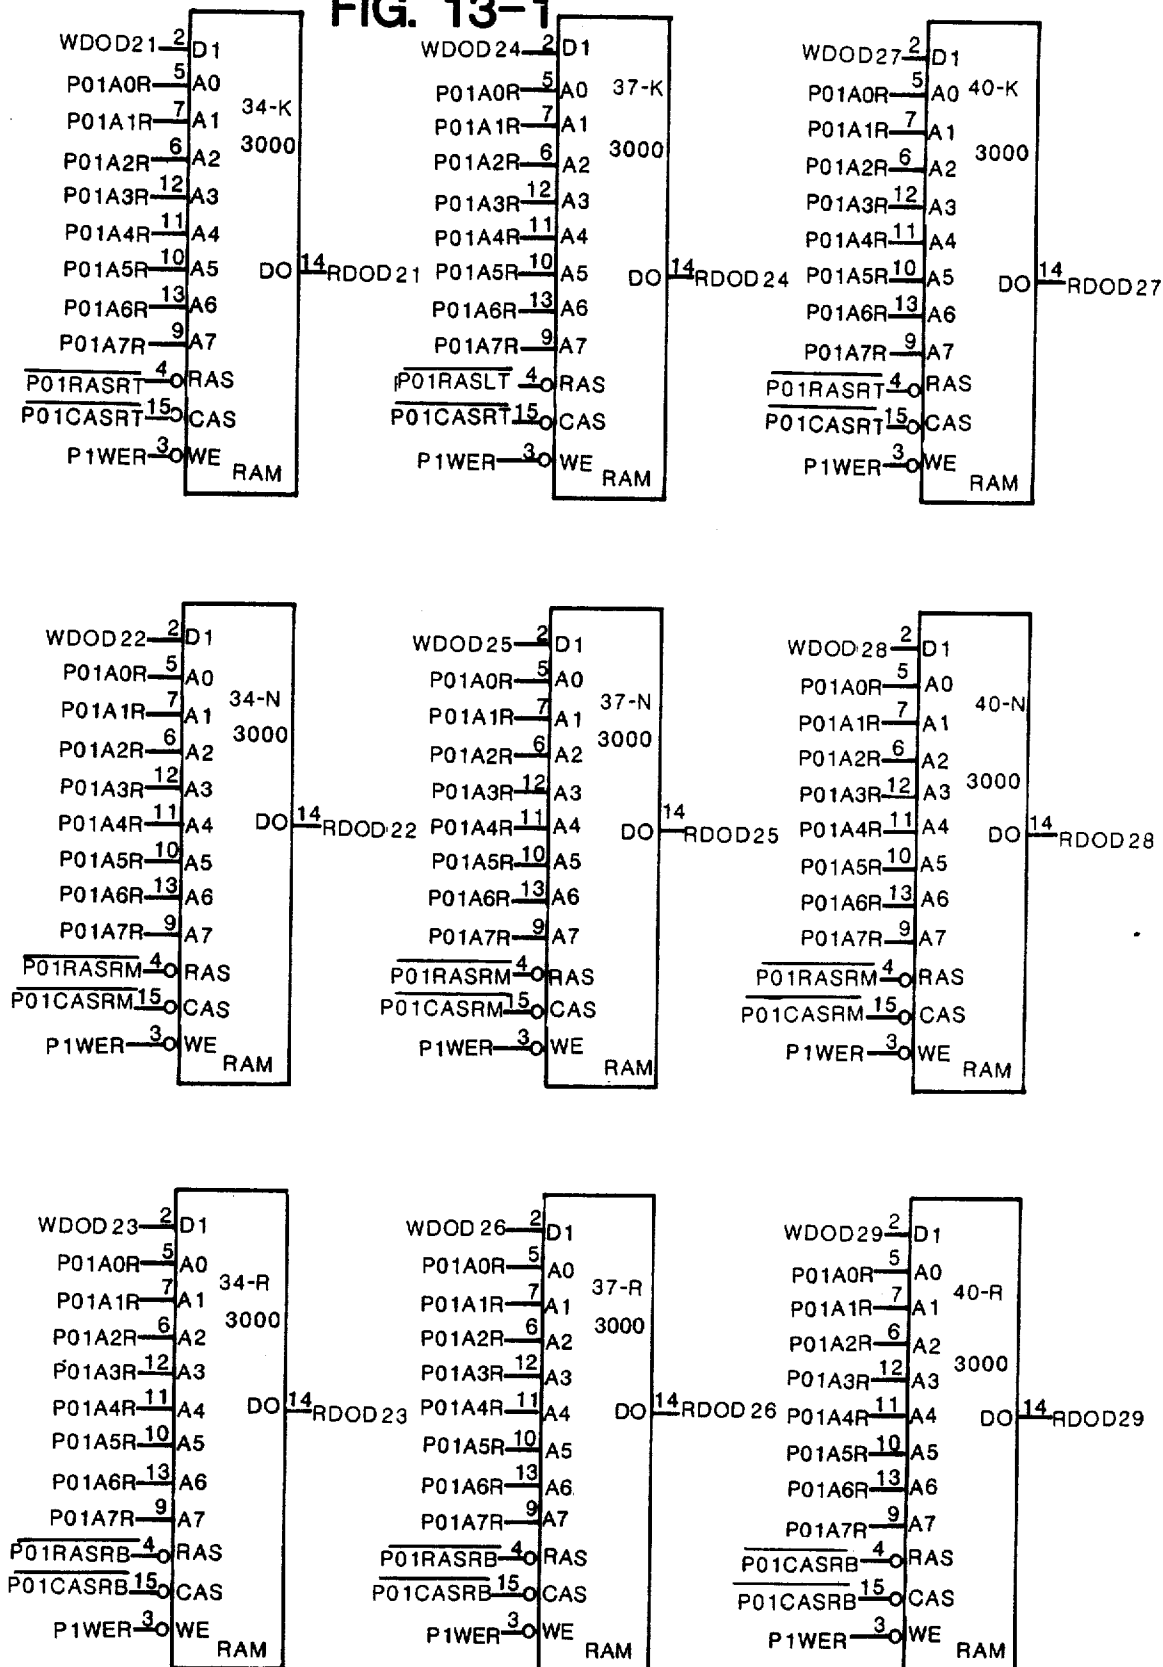 FIG. 13-1
WDOD21 2 D1
P01A0R 5 A0
34-K
P01A1R 7 A1
3000
P01A2R 6 A2
P01A3R 12 A3
P01A4R 11 A4
P01A5R 10 A5
DO 14 RDOD21
P01A6R 13 A6
P01A7R 9 A7
P01RASRT 4 RAS
P01CASRT 15 CAS
P1WER 3 WE
RAM
WDOD24 2 D1
P01A0R 5 A0
37-K
P01A1R 7 A1
3000
P01A2R 6 A2
P01A3R 12 A3
P01A4R 11 A4
P01A5R 10 A5
DO 14 RDOD24
P01A6R 13 A6
P01A7R 9 A7
P01RASLT 4 RAS
P01CASRT 15 CAS
P1WER 3 WE
RAM
WDOD27 2 D1
P01A0R 5 A0
40-K
P01A1R 7 A1
3000
P01A2R 6 A2
P01A3R 12 A3
P01A4R 11 A4
P01A5R 10 A5
DO 14 RDOD27
P01A6R 13 A6
P01A7R 9 A7
P01RASRT 4 RAS
P01CASRT 15 CAS
P1WER 3 WE
RAM
WDOD22 2 D1
P01A0R 5 A0
34-N
P01A1R 7 A1
3000
P01A2R 6 A2
P01A3R 12 A3
P01A4R 11 A4
DO 14 RDOD22
P01A5R 10 A5
P01A6R 13 A6
P01A7R 9 A7
P01RASRM 4 RAS
P01CASRM 15 CAS
P1WER 3 WE
RAM
WDOD25 2 D1
P01A0R 5 A0
37-N
P01A1R 7 A1
3000
P01A2R 6 A2
P01A3R 12 A3
P01A4R 11 A4
DO 14 RDOD25
P01A5R 10 A5
P01A6R 13 A6
P01A7R 9 A7
P01RASRM 4 RAS
P01CASRM 15 CAS
P1WER 3 WE
RAM
WDOD28 2 D1
P01A0R 5 A0
40-N
P01A1R 7 A1
P01A2R 6 A2
3000
P01A3R 12 A3
P01A4R 11 A4
DO 14 RDOD28
P01A5R 10 A5
P01A6R 13 A6
P01A7R 9 A7
P01RASRM 4 RAS
P01CASRM 15 CAS
P1WER 3 WE
RAM
WDOD23 2 D1
P01A0R 5 A0
34-R
P01A1R 7 A1
3000
P01A2R 6 A2
P01A3R 12 A3
P01A4R 11 A4
DO 14 RDOD23
P01A5R 10 A5
P01A6R 13 A6
P01A7R 9 A7
P01RASRB 4 RAS
P01CASRB 15 CAS
P1WER 3 WE
RAM
WDOD26 2 D1
P01A0R 5 A0
37-R
P01A1R 7 A1
3000
P01A2R 6 A2
P01A3R 12 A3
P01A4R 11 A4
DO 14 RDOD26
P01A5R 10 A5
P01A6R 13 A6
P01A7R 9 A7
P01RASRB 4 RAS
P01CASRB 15 CAS
P1WER 3 WE
RAM
WDOD29 2 D1
P01A0R 5 A0
40-R
P01A1R 7 A1
P01A2R 6 A2
3000
P01A3R 12 A3
P01A4R 11 A4
DO 14 RDOD29
P01A5R 10 A5
P01A6R 13 A6
P01A7R 9 A7
P01CASRB 4 RAS
P01CASRB 15 CAS
P1WER 3 WE
RAM